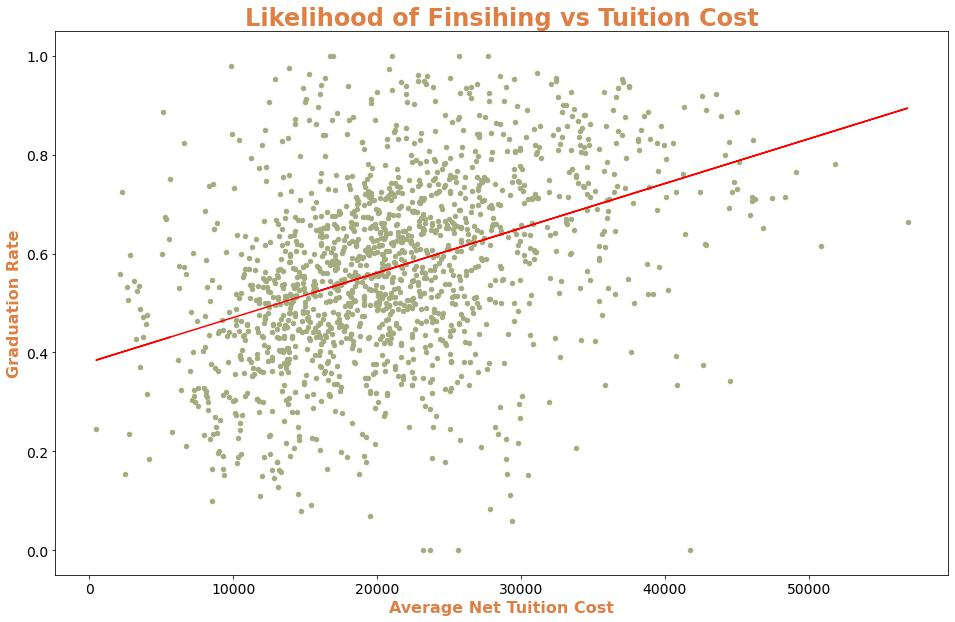 Likelihood of Finsihing vs Tuition Cost
1.0
0.8
0.6
0.4
0.2
0.0
Graduation Rate
0 10000 20000 30000 40000 50000
Average Net Tuition Cost